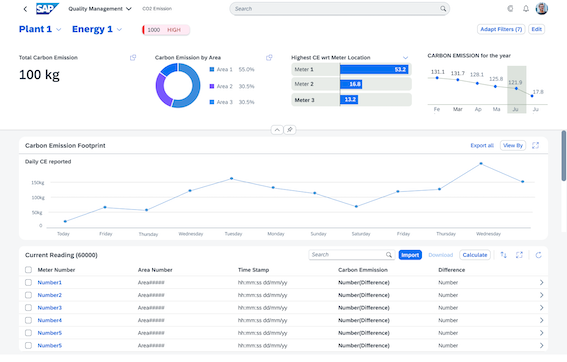 SAP Quality Management CO2 Emission Search
Plant 1 Energy 1 1000 HIGH Adapt Filters (7) Edit
Total Carbon Emission
100 kg
Carbon Emission by Area
Area 1 55.0%
Area 2 30.5%
Area 3 30.5%
Highest CE wrt Meter Location
Meter 1 53.2
Meter 2 16.8
Meter 3 13.2
CARBON EMISSION for the year
131.1 131.7 128.1 125.8 121.9 117.8
Fe Mar Ap Ma Ju Ju
Carbon Emission Footprint Export all View By
Daily CE reported
150kg
100kg
50kg
0
Today Friday Thursday Wednesday Tuesday Monday Sunday Saturday Friday Thursday Wednesday
Current Reading (60000) Search Import Download Calculate
Meter Number Area Number Time Stamp Carbon Emmission Difference
Number1 Area##### hh:mm:ss dd/mm/yy Number(Difference) Number
Number2 Area##### hh:mm:ss dd/mm/yy Number(Difference) Number
Number3 Area##### hh:mm:ss dd/mm/yy Number(Difference) Number
Number4 Area##### hh:mm:ss dd/mm/yy Number(Difference) Number
Number5 Area##### hh:mm:ss dd/mm/yy Number(Difference) Number
Number5 Area##### hh:mm:ss dd/mm/yy Number(Difference) Number